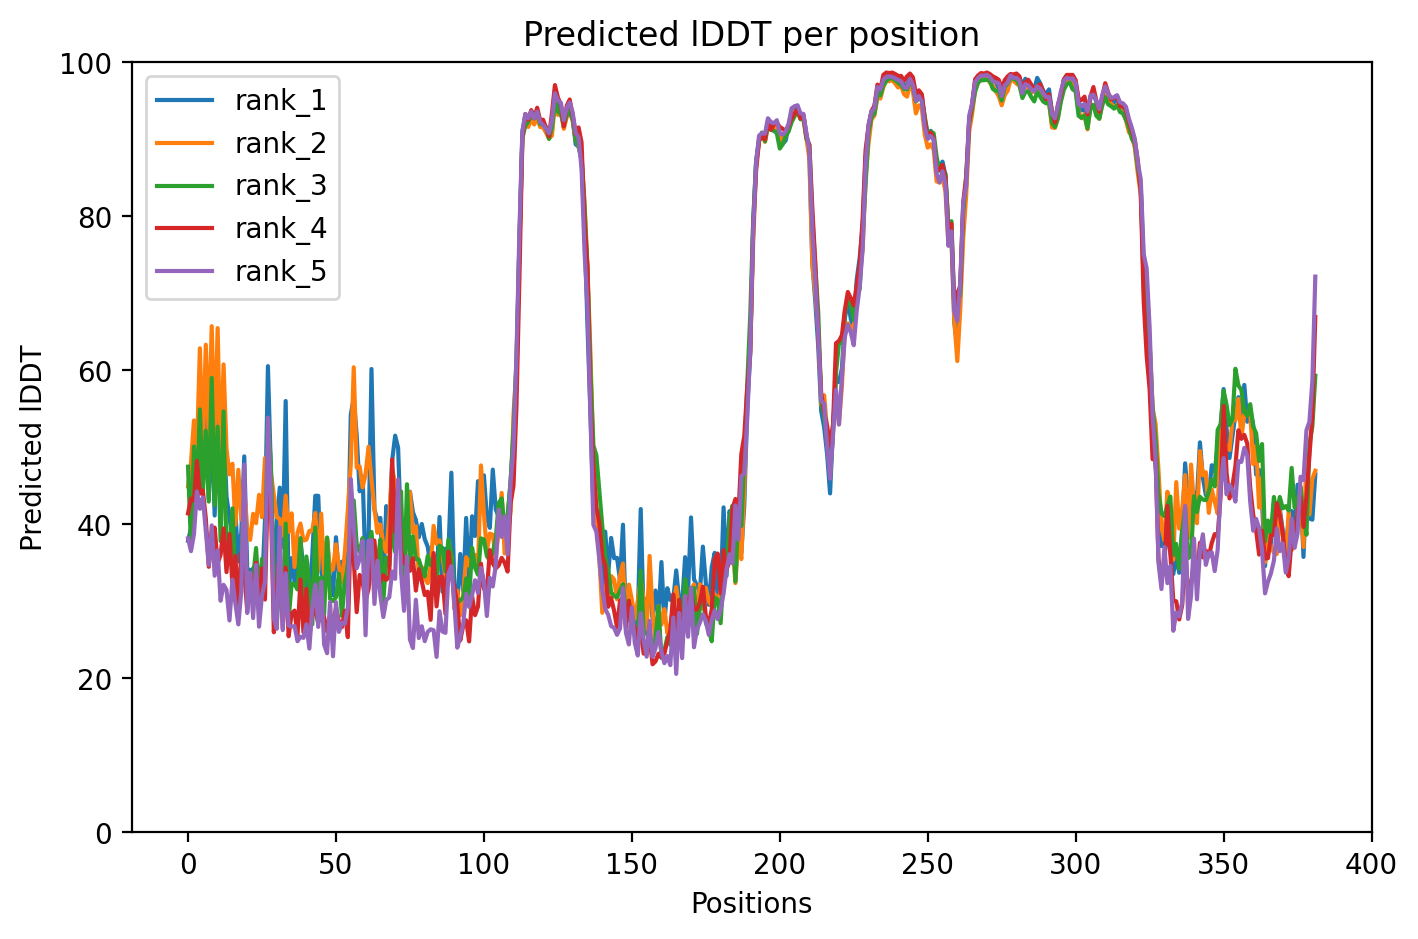 Predicted lDDT per position
rank_1
rank_2
rank_3
rank_4
rank_5
Predicted lDDT
100
80
60
40
20
0
0 50 100 150 200 250 300 350 400
Positions